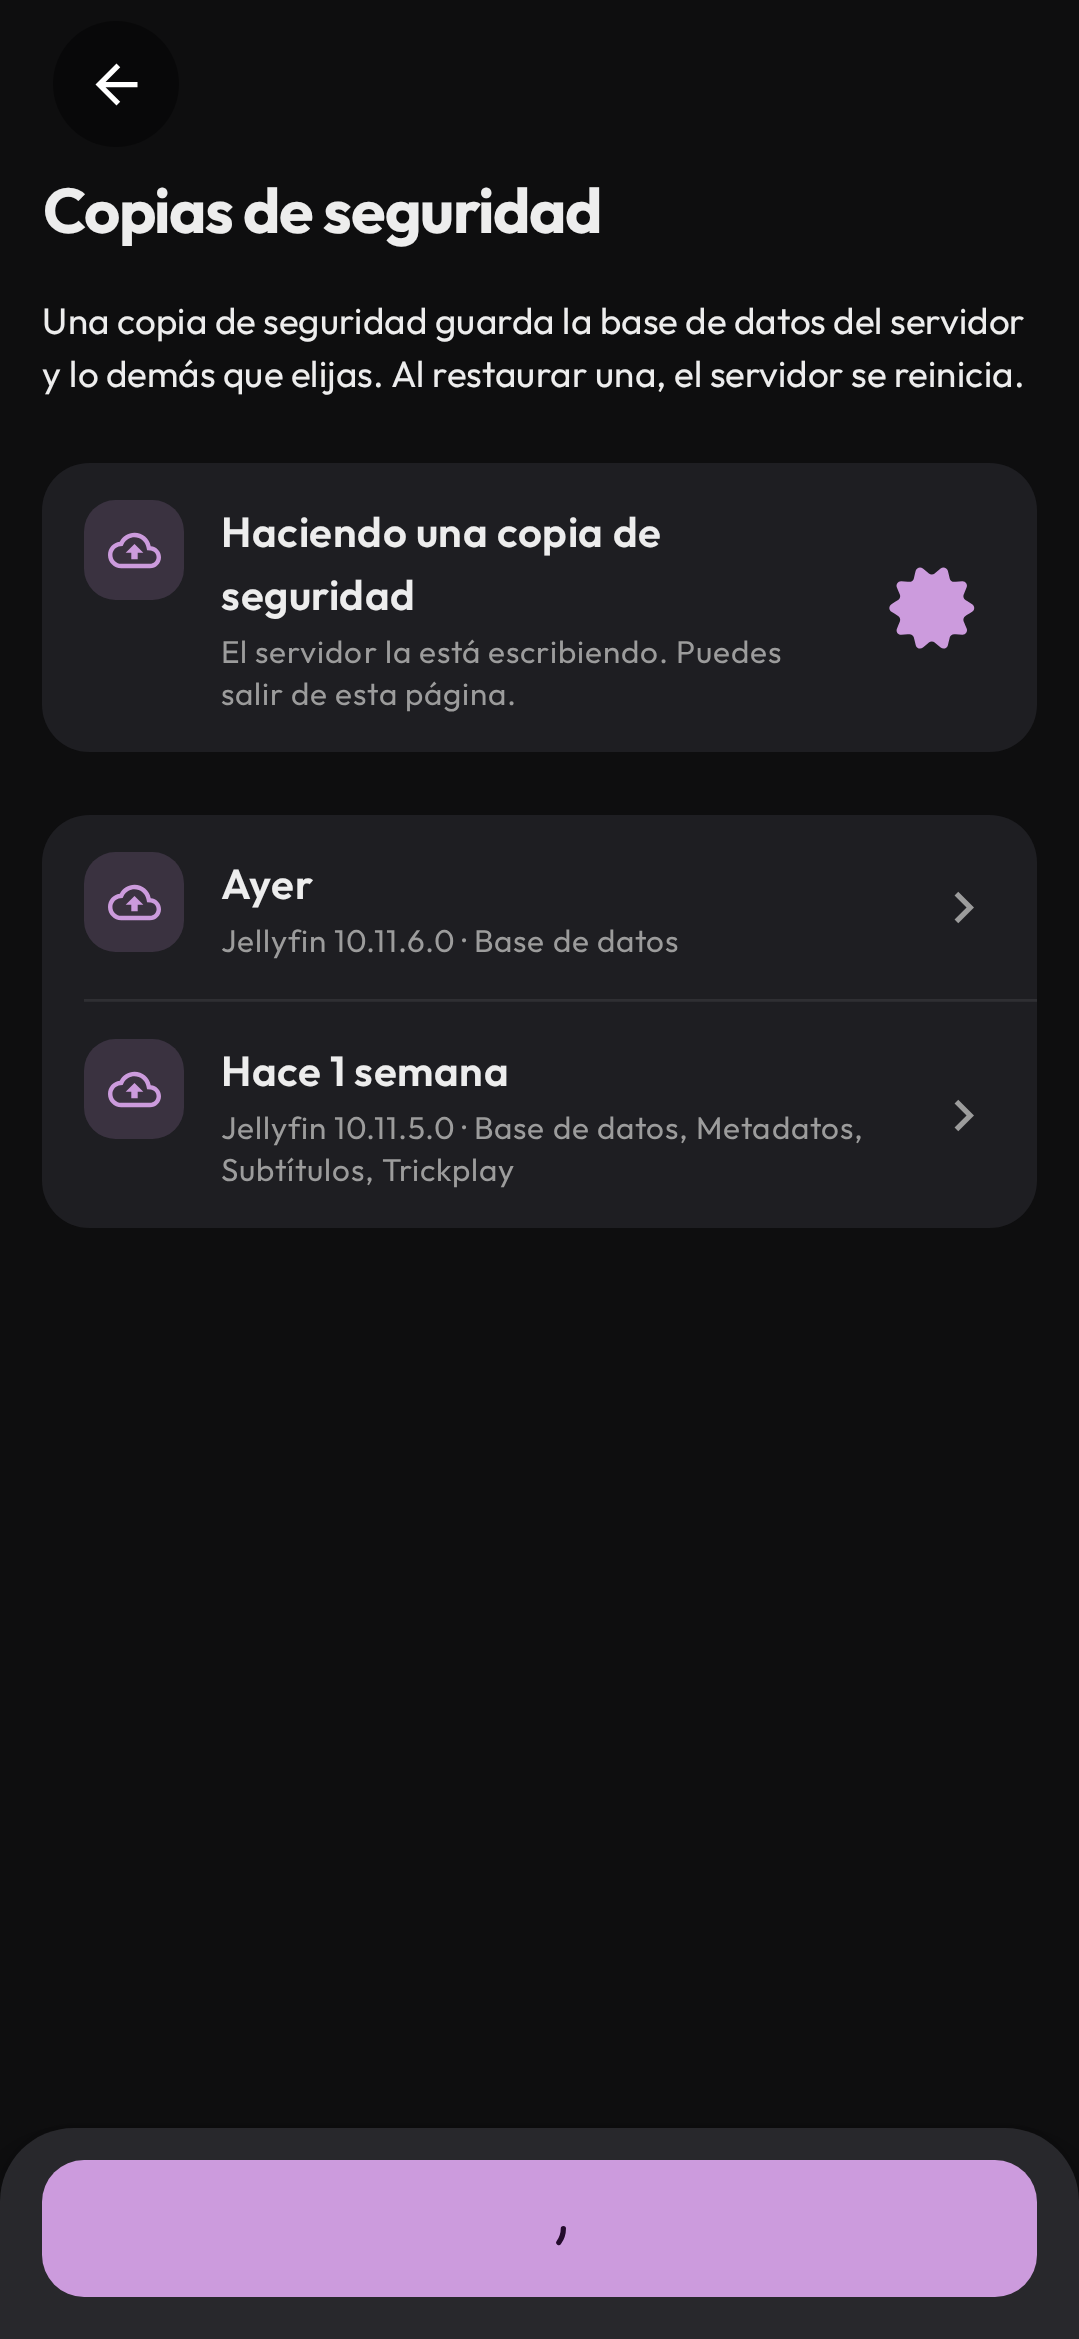 Copias de seguridad
Una copia de seguridad guarda la base de datos del servidor
y lo demás que elijas. Al restaurar una, el servidor se reinicia.
Haciendo una copia de
seguridad
El servidor la está escribiendo. Puedes
salir de esta página.
Ayer
Jellyfin 10.11.6.0 · Base de datos
Hace 1 semana
Jellyfin 10.11.5.0 · Base de datos, Metadatos,
Subtítulos, Trickplay